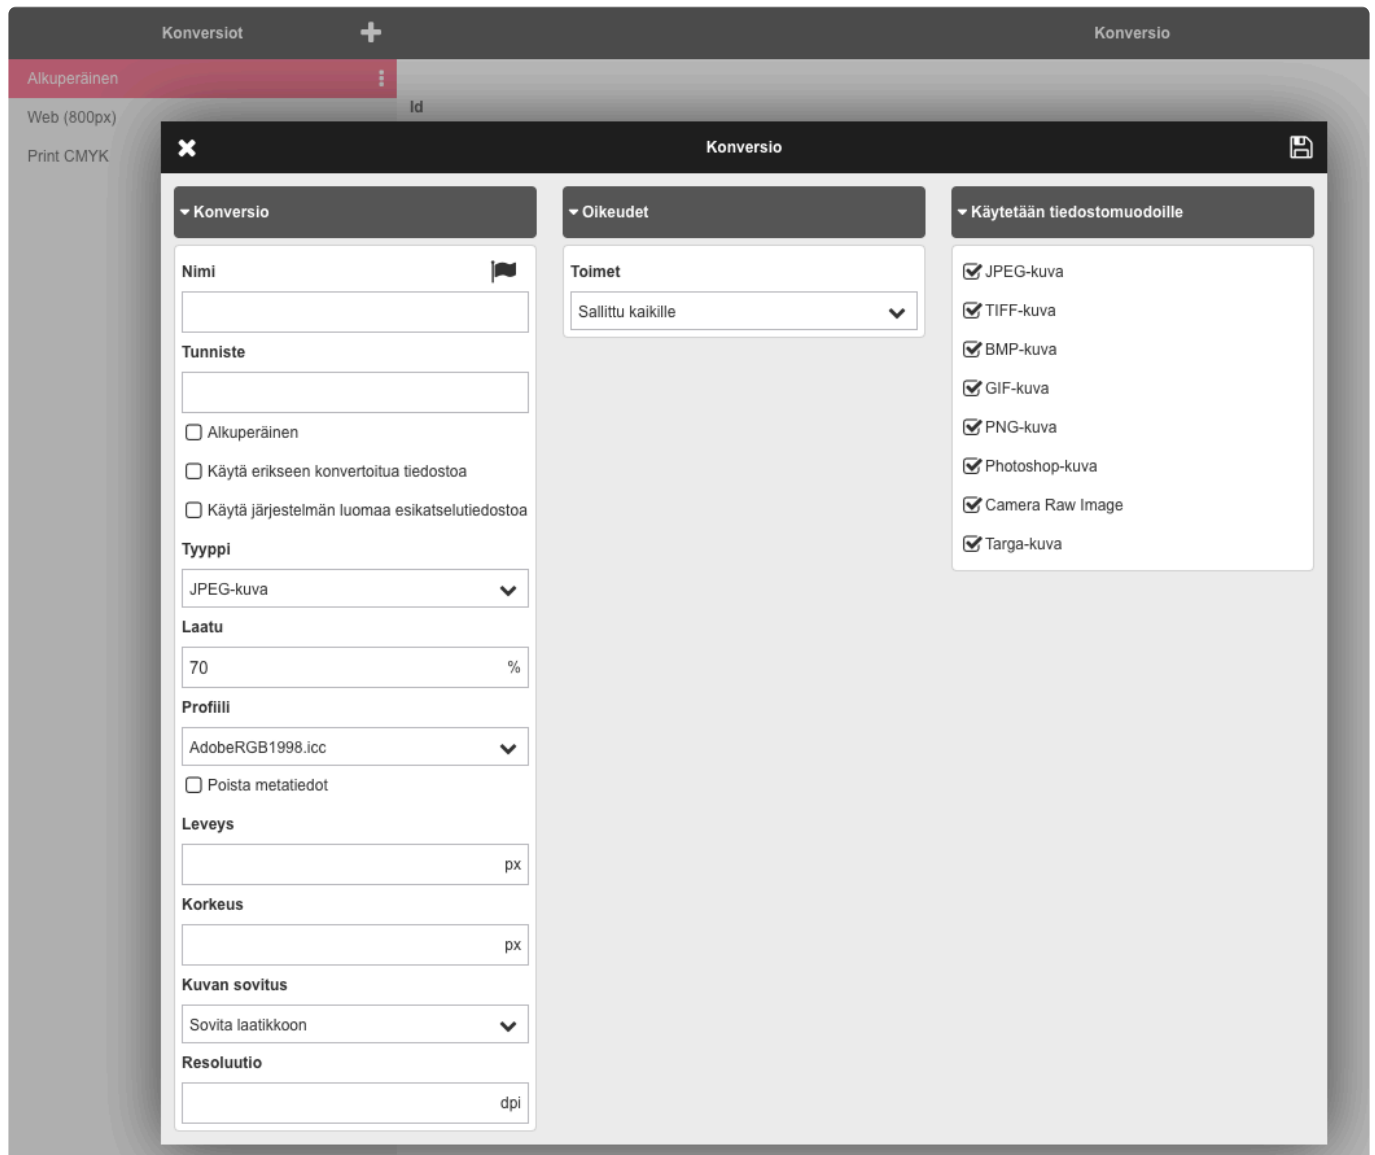 Konversiot
Konversio
Alkuperäinen
Id
Web (800px)
Print CMYK
Konversio
Konversio
Nimi
Tunniste
Alkuperäinen
Käytä erikseen konvertoitua tiedostoa
Käytä järjestelmän luomaa esikatselutiedostoa
Tyyppi
JPEG-kuva
Laatu
70 %
Profiili
AdobeRGB1998.icc
Poista metatiedot
Leveys
px
Korkeus
px
Kuvan sovitus
Sovita laatikkoon
Resoluutio
dpi
Oikeudet
Toimet
Sallittu kaikille
Käytetään tiedostomuodoille
JPEG-kuva
TIFF-kuva
BMP-kuva
GIF-kuva
PNG-kuva
Photoshop-kuva
Camera Raw Image
Targa-kuva